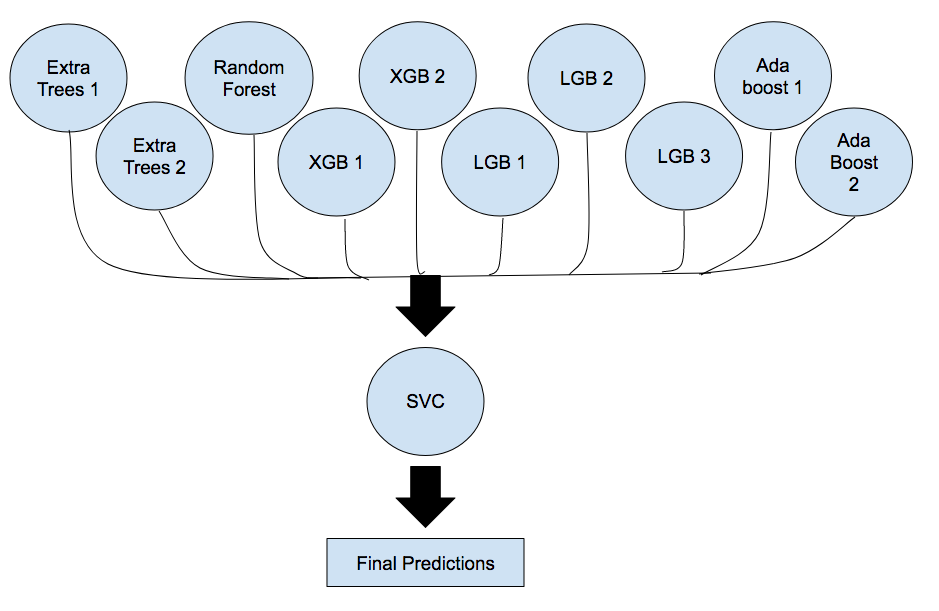 Extra
Trees 1
Extra
Trees 2
Random
Forest
XGB 1
XGB 2
LGB 1
LGB 2
LGB 3
Ada
boost 1
Ada
Boost
2
SVC
Final Predictions